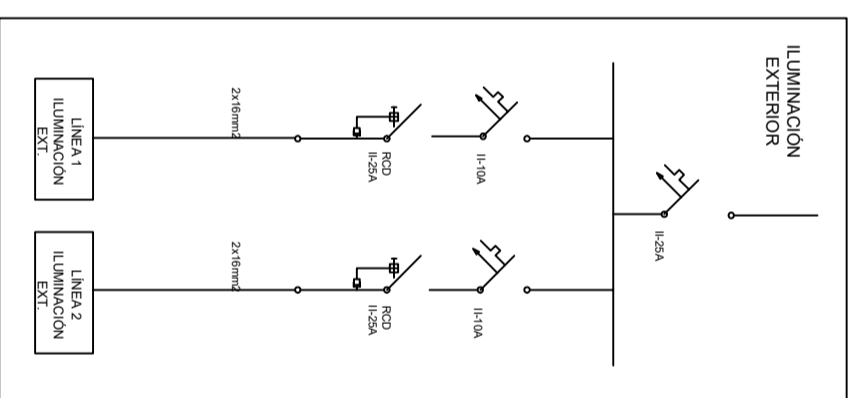 ILUMINACIÓN
EXTERIOR
II-25A
II-10A
RCD
II-25A
2x16mm2
LÍNEA 1
ILUMINACIÓN
EXT.
II-10A
RCD
II-25A
2x16mm2
LÍNEA 2
ILUMINACIÓN
EXT.